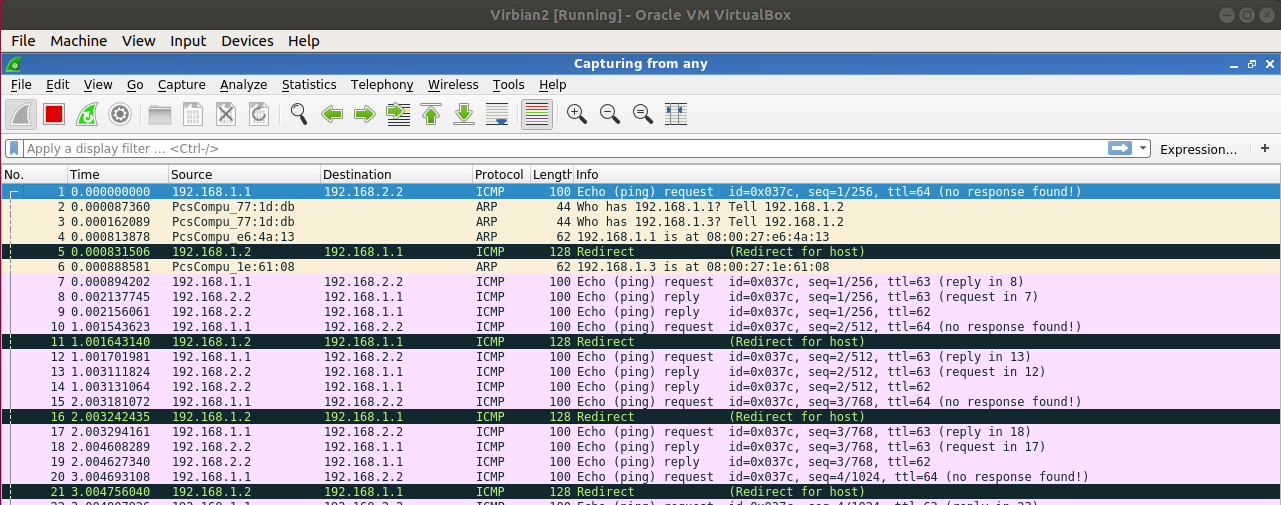 Virbian2 [Running] - Oracle VM VirtualBox
File Machine View Input Devices Help
Capturing from any
File Edit View Go Capture Analyze Statistics Telephony Wireless Tools Help
Apply a display filter … <Ctrl-/> Expression… +
No. Time Source Destination Protocol Length Info
1 0.000000000 192.168.1.1 192.168.2.2 ICMP 100 Echo (ping) request id=0x037c, seq=1/256, ttl=64 (no response found!)
2 0.000087360 PcsCompu_77:1d:db ARP 44 Who has 192.168.1.1? Tell 192.168.1.2
3 0.000162089 PcsCompu_77:1d:db ARP 44 Who has 192.168.1.3? Tell 192.168.1.2
4 0.000813878 PcsCompu_e6:4a:13 ARP 62 192.168.1.1 is at 08:00:27:e6:4a:13
5 0.000831506 192.168.1.2 192.168.1.1 ICMP 128 Redirect (Redirect for host)
6 0.000888581 PcsCompu_1e:61:08 ARP 62 192.168.1.3 is at 08:00:27:1e:61:08
7 0.000894202 192.168.1.1 192.168.2.2 ICMP 100 Echo (ping) request id=0x037c, seq=1/256, ttl=63 (reply in 8)
8 0.002137745 192.168.2.2 192.168.1.1 ICMP 100 Echo (ping) reply id=0x037c, seq=1/256, ttl=63 (request in 7)
9 0.002156061 192.168.2.2 192.168.1.1 ICMP 100 Echo (ping) reply id=0x037c, seq=1/256, ttl=62
10 1.001543623 192.168.1.1 192.168.2.2 ICMP 100 Echo (ping) request id=0x037c, seq=2/512, ttl=64 (no response found!)
11 1.001643140 192.168.1.2 192.168.1.1 ICMP 128 Redirect (Redirect for host)
12 1.001701981 192.168.1.1 192.168.2.2 ICMP 100 Echo (ping) request id=0x037c, seq=2/512, ttl=63 (reply in 13)
13 1.003111824 192.168.2.2 192.168.1.1 ICMP 100 Echo (ping) reply id=0x037c, seq=2/512, ttl=63 (request in 12)
14 1.003131064 192.168.2.2 192.168.1.1 ICMP 100 Echo (ping) reply id=0x037c, seq=2/512, ttl=62
15 2.003181072 192.168.1.1 192.168.2.2 ICMP 100 Echo (ping) request id=0x037c, seq=3/768, ttl=64 (no response found!)
16 2.003242435 192.168.1.2 192.168.1.1 ICMP 128 Redirect (Redirect for host)
17 2.003294161 192.168.1.1 192.168.2.2 ICMP 100 Echo (ping) request id=0x037c, seq=3/768, ttl=63 (reply in 18)
18 2.004608289 192.168.2.2 192.168.1.1 ICMP 100 Echo (ping) reply id=0x037c, seq=3/768, ttl=63 (request in 17)
19 2.004627340 192.168.2.2 192.168.1.1 ICMP 100 Echo (ping) reply id=0x037c, seq=3/768, ttl=62
20 3.004693108 192.168.1.1 192.168.2.2 ICMP 100 Echo (ping) request id=0x037c, seq=4/1024, ttl=64 (no response found!)
21 3.004756040 192.168.1.2 192.168.1.1 ICMP 128 Redirect (Redirect for host)